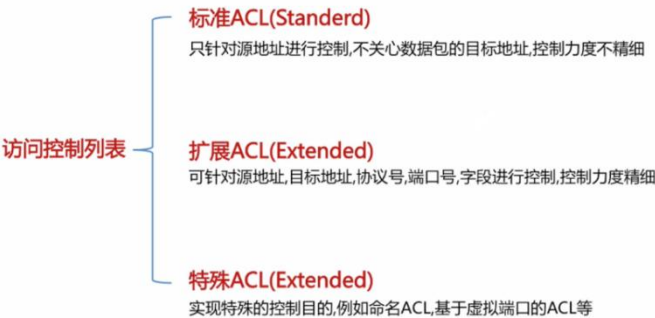 标准ACL(Standerd)
只针对源地址进行控制,不关心数据包的目标地址,控制力度不精细
访问控制列表
扩展ACL(Extended)
可针对源地址,目标地址,协议号,端口号,字段进行控制,控制力度精细
特殊ACL(Extended)
实现特殊的控制目的,例如命名ACL,基于虚拟端口的ACL等